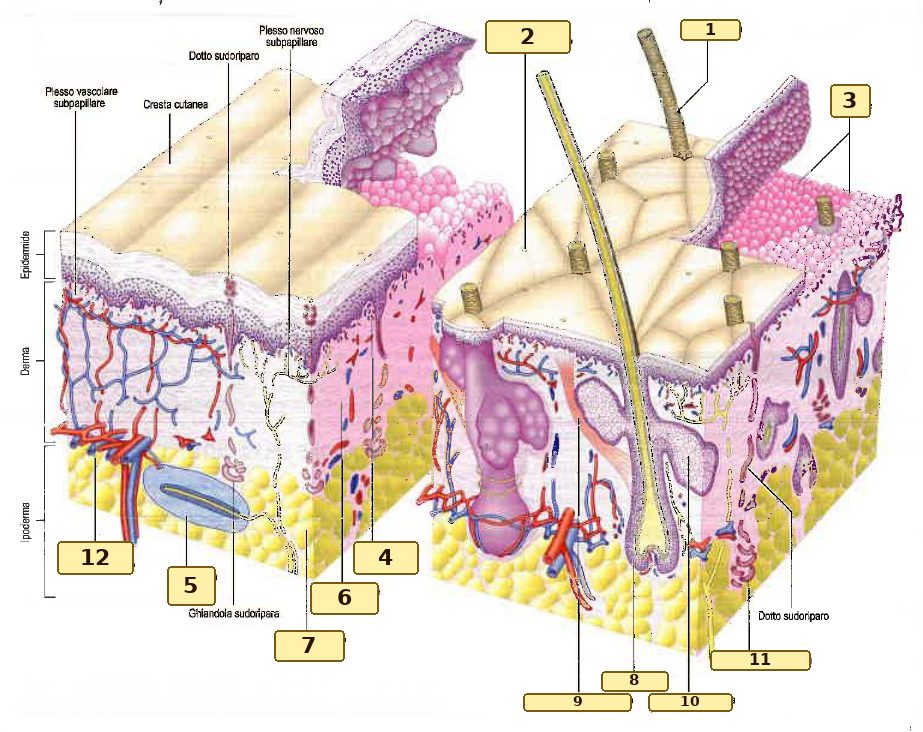 Plesso nervoso
subpapillare
Dotto sudoriparo
Plesso vascolare
subpapillare
Cresta cutanea
1
2
3
Epidermide
Derma
Ipoderma
12
5
4
6
7
Ghiandola sudoripara
Dotto sudoriparo
11
8
9
10